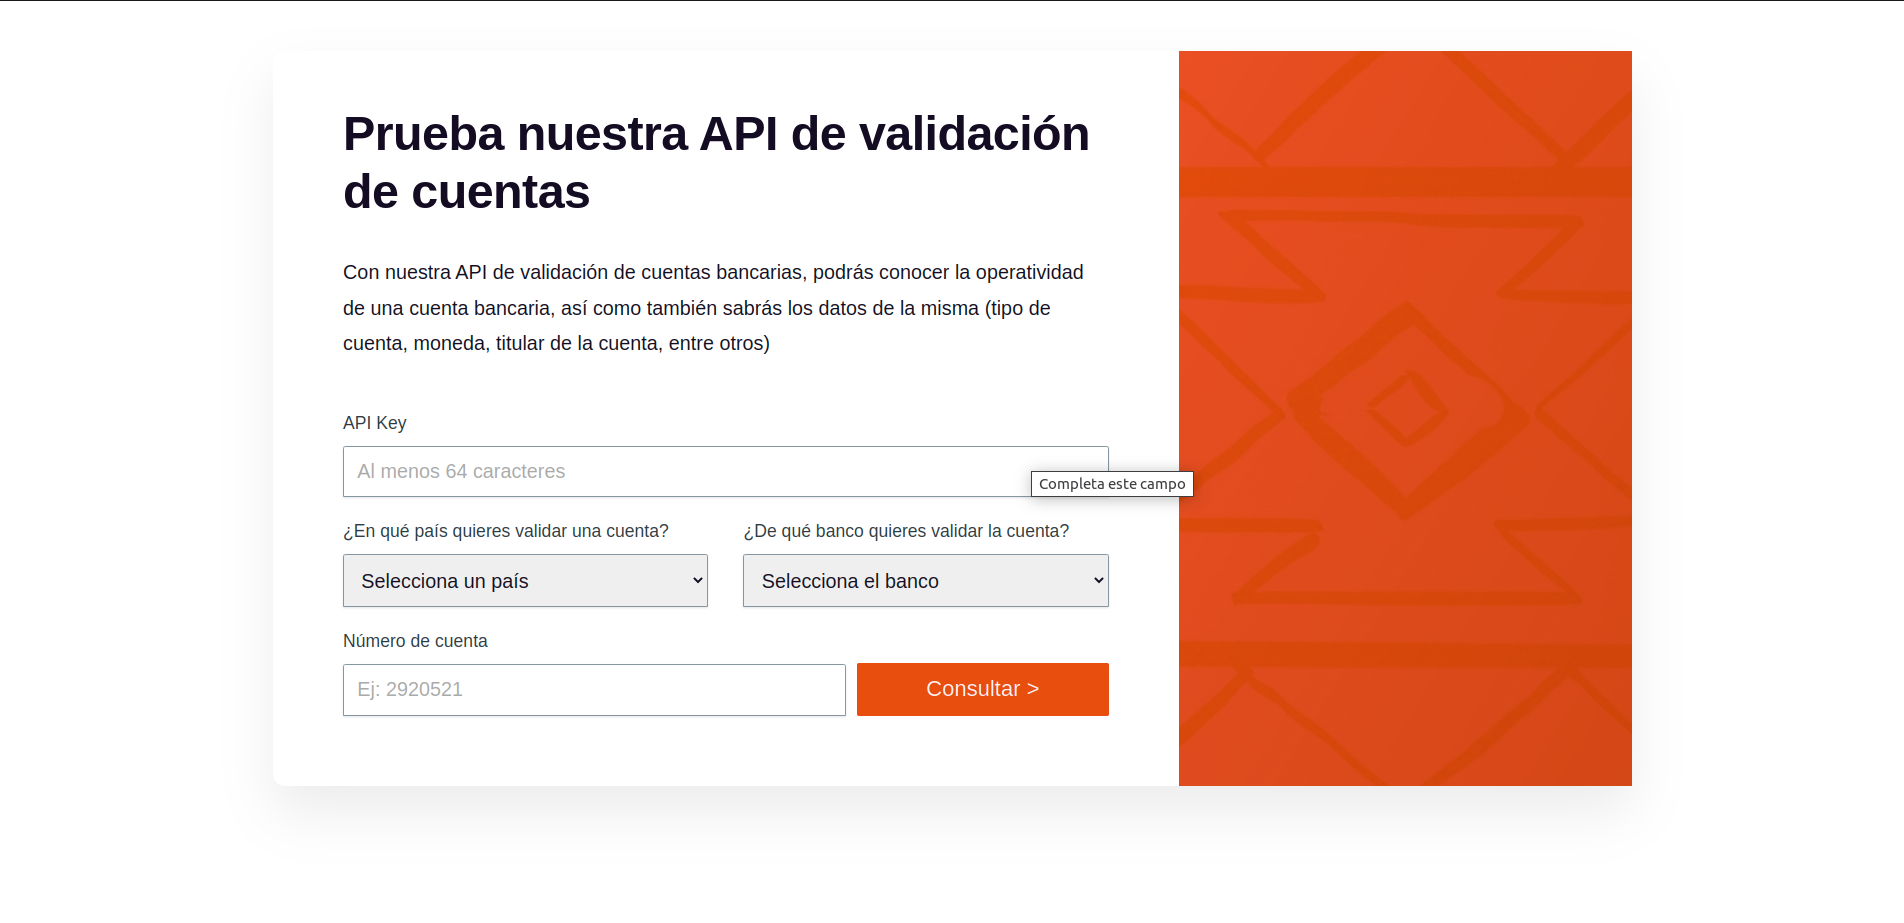 Prueba nuestra API de validación
de cuentas
Con nuestra API de validación de cuentas bancarias, podrás conocer la operatividad
de una cuenta bancaria, así como también sabrás los datos de la misma (tipo de
cuenta, moneda, titular de la cuenta, entre otros)
API Key
Al menos 64 caracteres
Completa este campo
¿En qué país quieres validar una cuenta?
¿De qué banco quieres validar la cuenta?
Selecciona un país
Selecciona el banco
Número de cuenta
Ej: 2920521
Consultar >